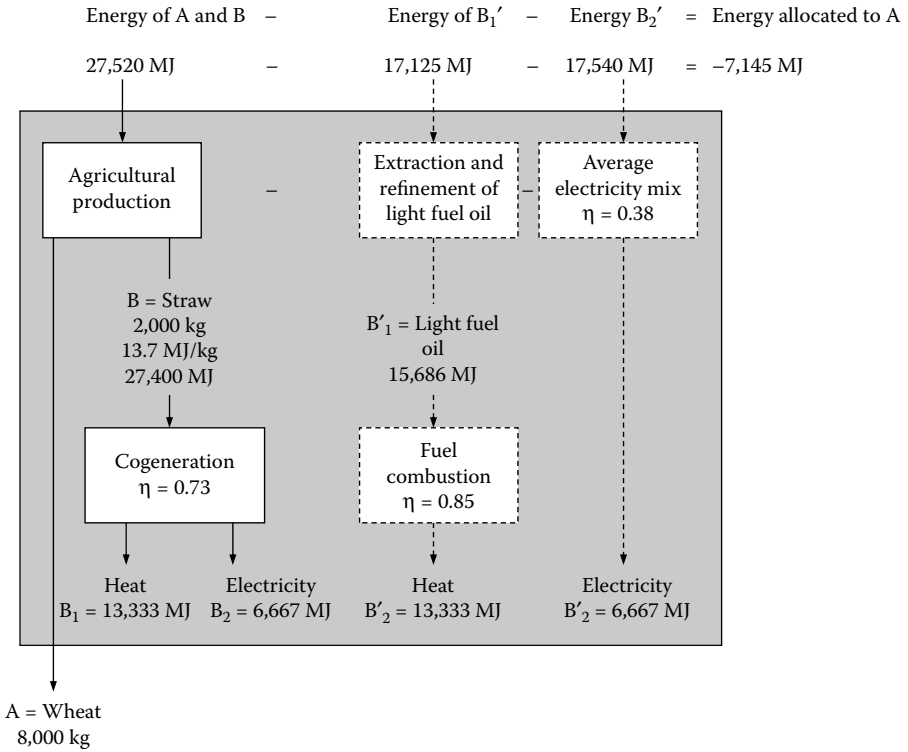 Energy of A and B – Energy of B₁′ – Energy B₂′ = Energy allocated to A
27,520 MJ – 17,125 MJ – 17,540 MJ = –7,145 MJ
Agricultural
production
–
Extraction and
refinement of
light fuel oil
–
Average
electricity mix
η = 0.38
B = Straw
2,000 kg
13.7 MJ/kg
27,400 MJ
B′₁ = Light fuel
oil
15,686 MJ
Cogeneration
η = 0.73
Fuel
combustion
η = 0.85
Heat
B₁ = 13,333 MJ
Electricity
B₂ = 6,667 MJ
Heat
B′₂ = 13,333 MJ
Electricity
B′₂ = 6,667 MJ
A = Wheat
8,000 kg